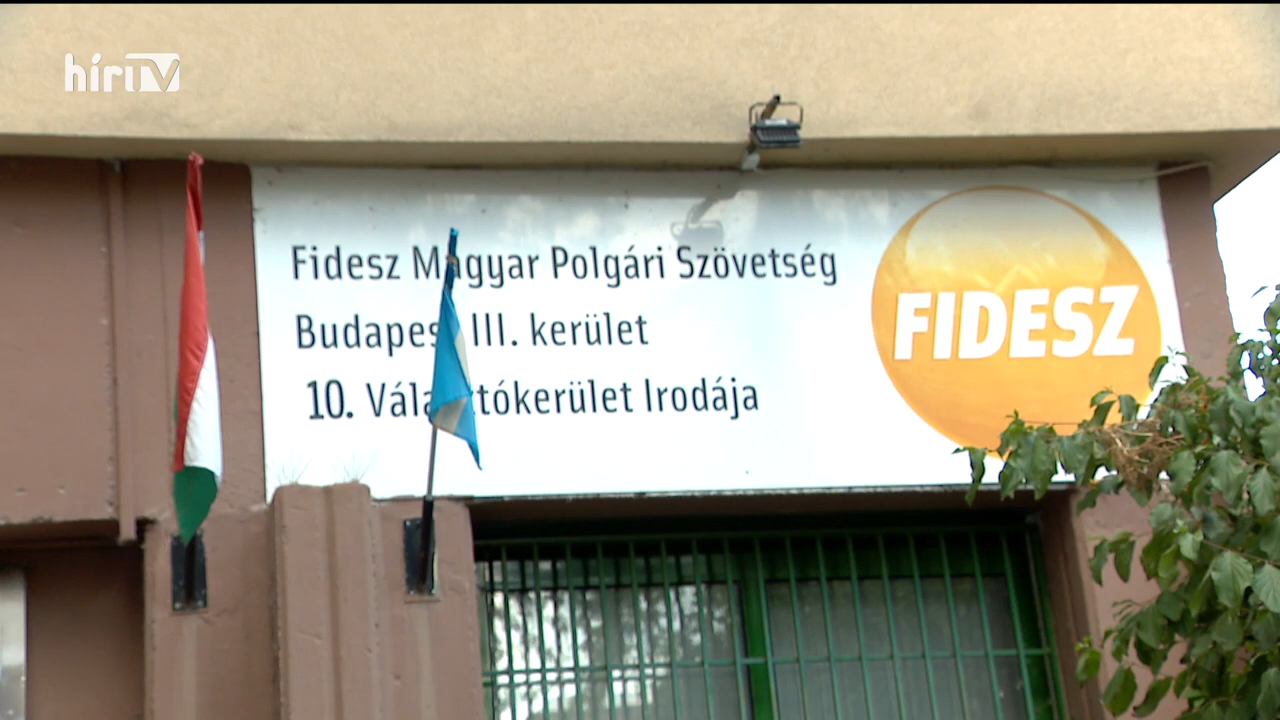 hírTV
Fidesz Magyar Polgári Szövetség
Budapest III. kerület
10. Választókerület Irodája
FIDESZ